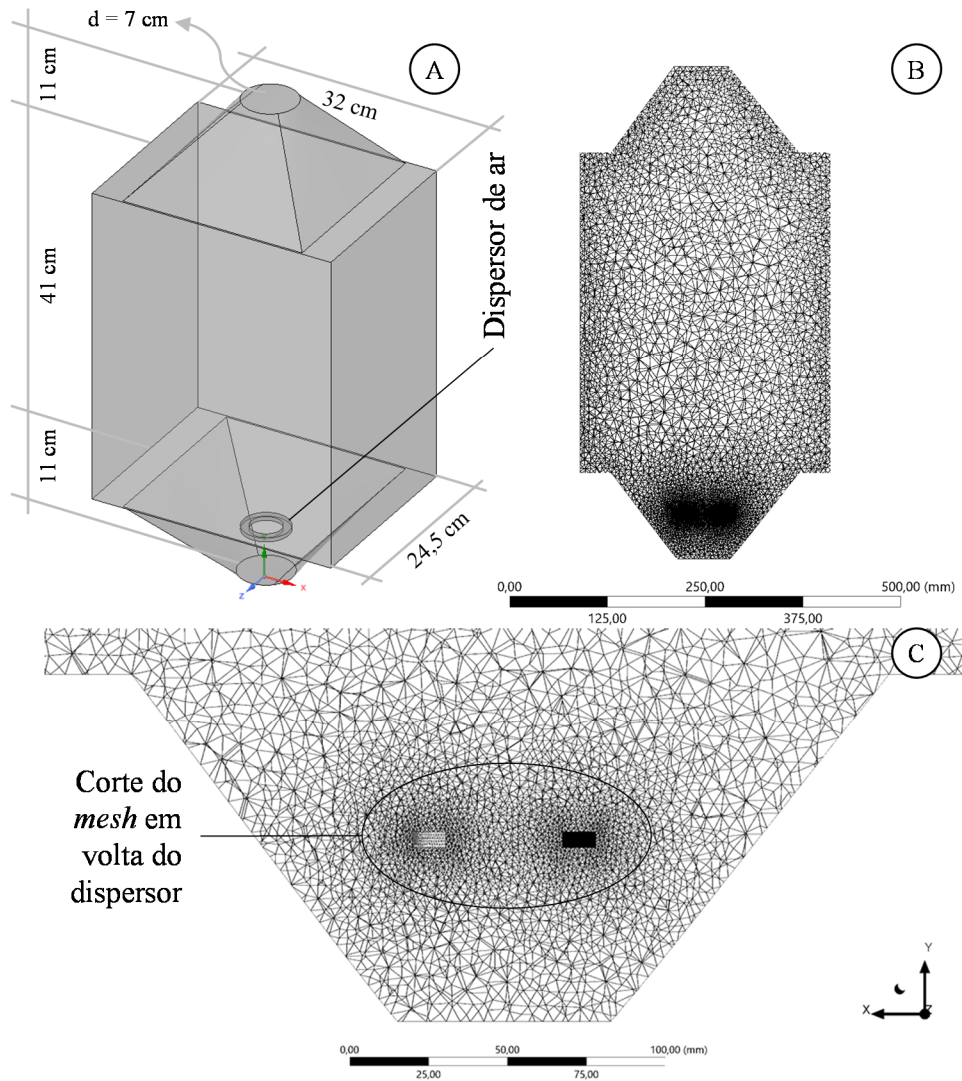 d = 7 cm
A
B
11 cm
32 cm
Dispersor de ar
41 cm
11 cm
24,5 cm
Y
X
Z
0,00 250,00 500,00 (mm)
125,00 375,00
C
Corte do
mesh em
volta do
dispersor
Y
X
Z
0,00 50,00 100,00 (mm)
25,00 75,00